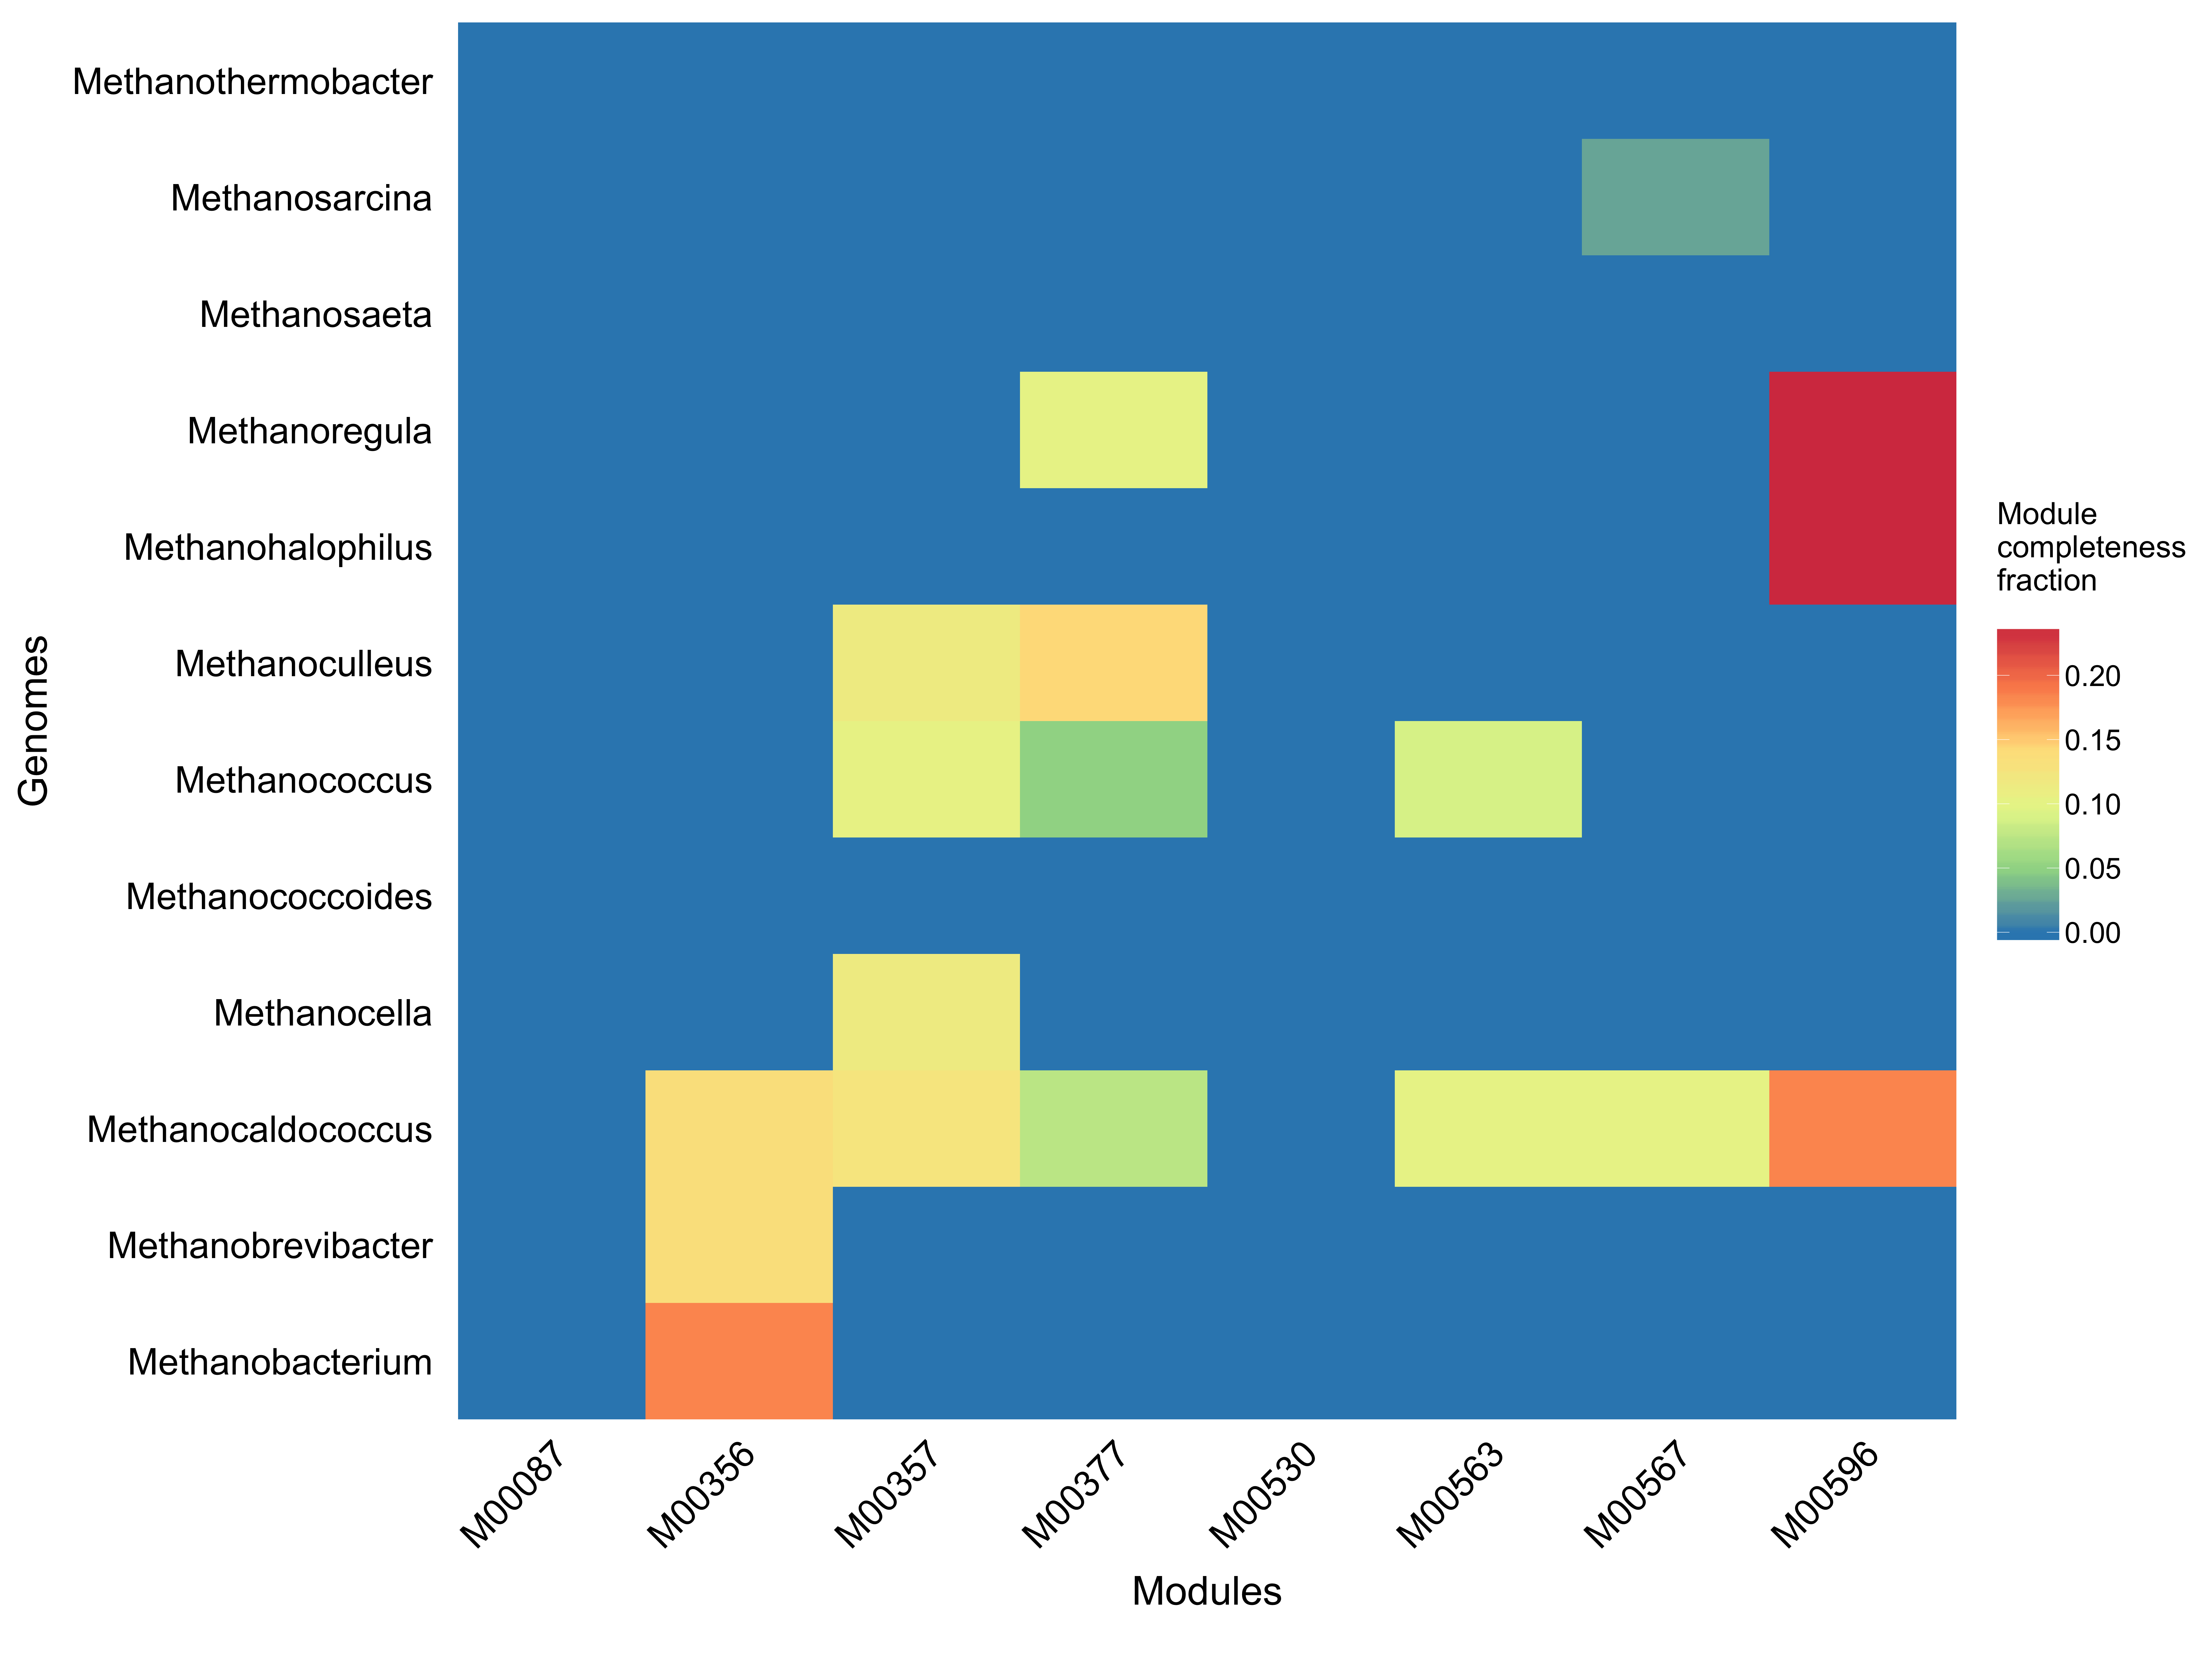 Methanothermobacter
Methanosarcina
Methanosaeta
Methanoregula
Methanohalophilus
Methanoculleus
Methanococcus
Methanococcoides
Methanocella
Methanocaldococcus
Methanobrevibacter
Methanobacterium
Genomes
M00087
M00356
M00357
M00377
M00530
M00563
M00567
M00596
Modules
Module
completeness
fraction
0.20
0.15
0.10
0.05
0.00